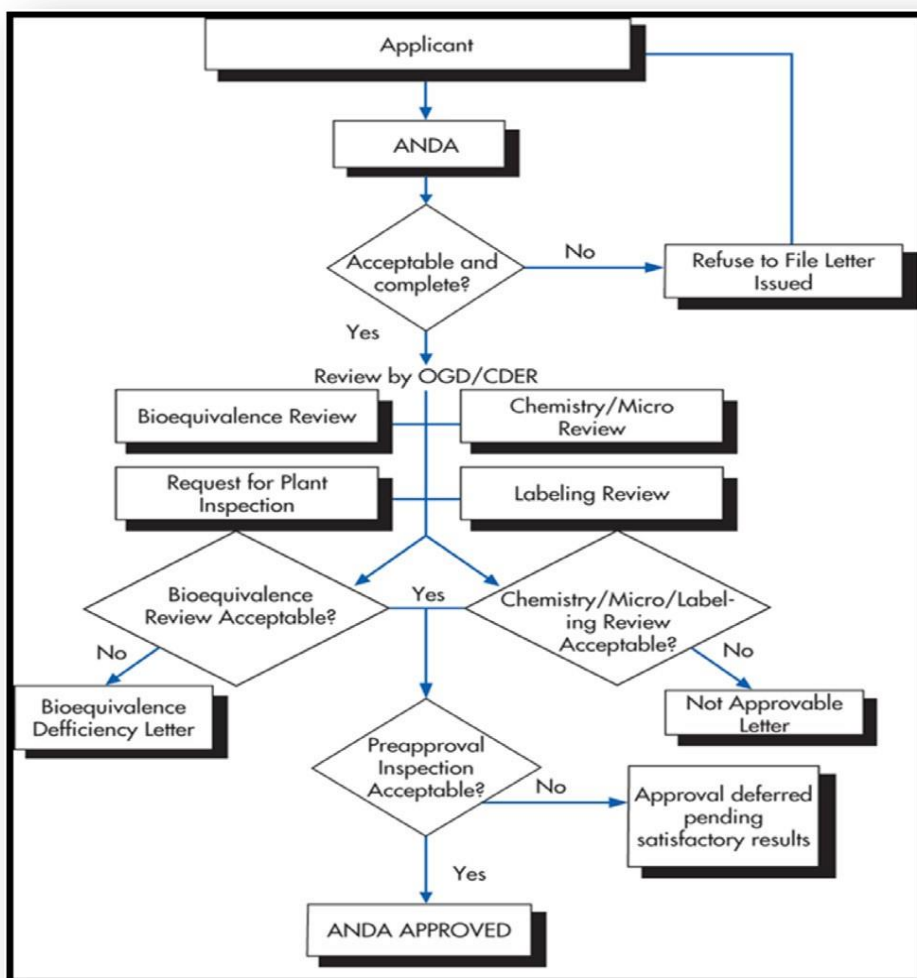 Applicant
ANDA
Acceptable and
complete?
No
Refuse to File Letter
Issued
Yes
Review by OGD/CDER
Bioequivalence Review
Chemistry/Micro
Review
Request for Plant
Inspection
Labeling Review
Bioequivalence
Review Acceptable?
Yes
Chemistry/Micro/Label-
ing Review
Acceptable?
No
No
Bioequivalence
Defficiency Letter
Not Approvable
Letter
Preapproval
Inspection
Acceptable?
No
Approval deferred
pending
satisfactory results
Yes
ANDA APPROVED